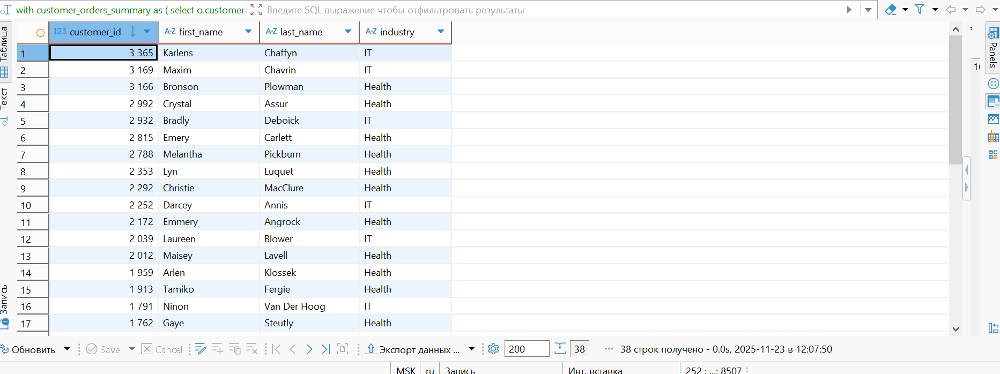 with customer_orders_summary as ( select o.customer Введите SQL выражение чтобы отфильтровать результаты
Таблица
Текст
Запись
123 customer_id A-Z first_name A-Z last_name A-Z industry
1 3 365 Karlens Chaffyn IT
2 3 169 Maxim Chavrin IT
3 3 166 Bronson Plowman Health
4 2 992 Crystal Assur Health
5 2 932 Bradly Deboick IT
6 2 815 Emery Carlett Health
7 2 788 Melantha Pickburn Health
8 2 353 Lyn Luquet Health
9 2 292 Christie MacClure Health
10 2 252 Darcey Annis IT
11 2 172 Emmery Angrock Health
12 2 039 Laureen Blower IT
13 2 012 Maisey Lavell Health
14 1 959 Arlen Klossek Health
15 1 913 Tamiko Fergie Health
16 1 791 Ninon Van Der Hoog IT
17 1 762 Gaye Steutly Health
Panels
Обновить Save Cancel Экспорт данных ... 200 38 38 строк получено - 0.0s, 2025-11-23 в 12:07:50
MSK ru Запись Инт. вставка 252 : ...: 8507